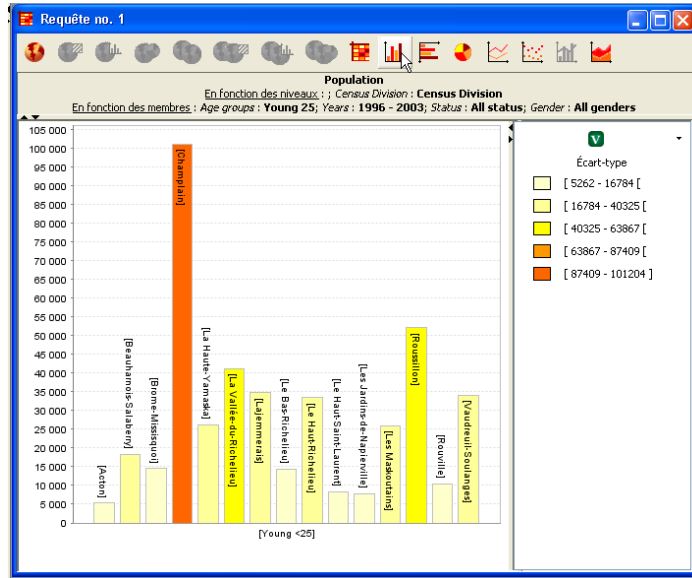 Requête no. 1
Population
En fonction des niveaux : ; Census Division : Census Division
En fonction des membres : Age groups : Young 25; Years : 1996 - 2003; Status : All status; Gender : All genders
105 000
100 000
95 000
90 000
85 000
80 000
75 000
70 000
65 000
60 000
55 000
50 000
45 000
40 000
35 000
30 000
25 000
20 000
15 000
10 000
5 000
0
[Acton]
[Beauharnois-Salaberry]
[Brome-Missisquoi]
[Champlain]
[La Haute-Yamaska]
[La Vallée-du-Richelieu]
[Lajemmerais]
[Le Bas-Richelieu]
[Le Haut-Richelieu]
[Le Haut-Saint-Laurent]
[Les Jardins-de-Napierville]
[Les Maskoutains]
[Roussillon]
[Rouville]
[Vaudreuil-Soulanges]
[Young <25]
V
Écart-type
[ 5262 - 16784 [
[ 16784 - 40325 [
[ 40325 - 63867 [
[ 63867 - 87409 [
[ 87409 - 101204 ]